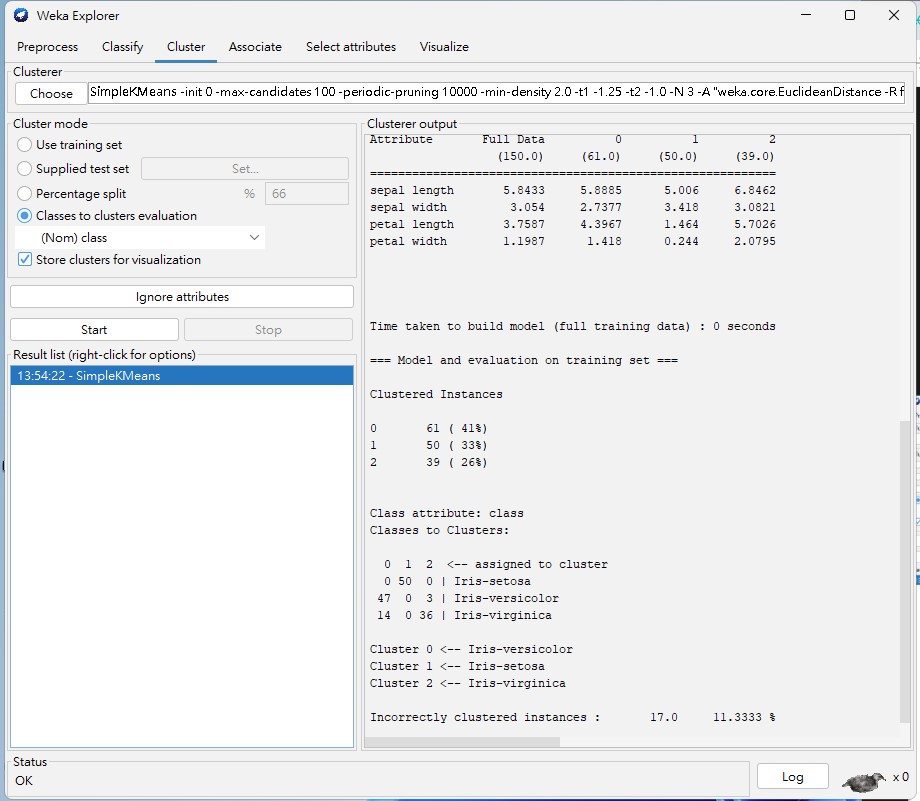 Weka Explorer
Preprocess Classify Cluster Associate Select attributes Visualize
Clusterer
Choose SimpleKMeans -init 0 -max-candidates 100 -periodic-pruning 10000 -min-density 2.0 -t1 -1.25 -t2 -1.0 -N 3 -A "weka.core.EuclideanDistance -R f
Cluster mode
Use training set
Supplied test set Set...
Percentage split % 66
Classes to clusters evaluation
(Nom) class
Store clusters for visualization
Ignore attributes
Start Stop
Result list (right-click for options)
13:54:22 - SimpleKMeans
Clusterer output
Attribute Full Data 0 1 2
(150.0) (61.0) (50.0) (39.0)
==========================================================
sepal length 5.8433 5.8885 5.006 6.8462
sepal width 3.054 2.7377 3.418 3.0821
petal length 3.7587 4.3967 1.464 5.7026
petal width 1.1987 1.418 0.244 2.0795
Time taken to build model (full training data) : 0 seconds
=== Model and evaluation on training set ===
Clustered Instances
0 61 ( 41%)
1 50 ( 33%)
2 39 ( 26%)
Class attribute: class
Classes to Clusters:
0 1 2 <-- assigned to cluster
0 50 0 | Iris-setosa
47 0 3 | Iris-versicolor
14 0 36 | Iris-virginica
Cluster 0 <-- Iris-versicolor
Cluster 1 <-- Iris-setosa
Cluster 2 <-- Iris-virginica
Incorrectly clustered instances : 17.0 11.3333 %
Status
OK
Log x 0